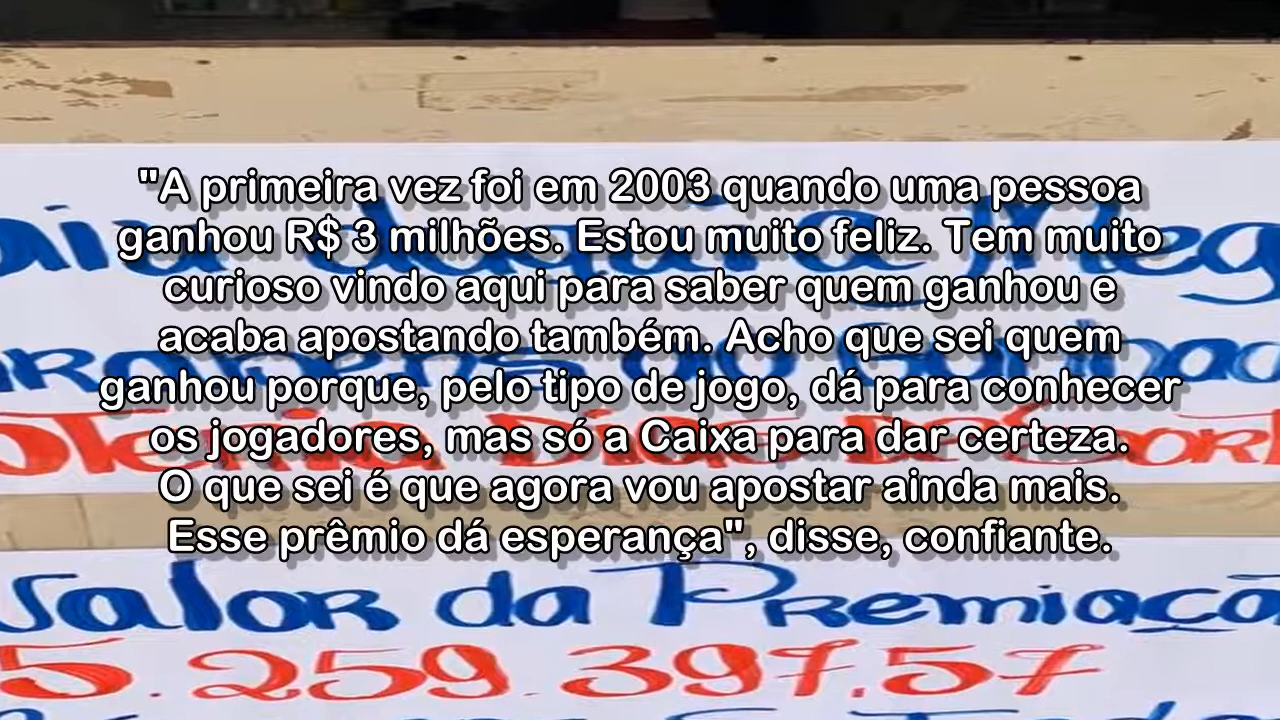 "A primeira vez foi em 2003 quando uma pessoa
ganhou R$ 3 milhões. Estou muito feliz. Tem muito
curioso vindo aqui para saber quem ganhou e
acaba apostando também. Acho que sei quem
ganhou porque, pelo tipo de jogo, dá para conhecer
os jogadores, mas só a Caixa para dar certeza.
O que sei é que agora vou apostar ainda mais.
Esse prêmio dá esperança", disse, confiante.
Valor da Premiaçã
5.259.397,57